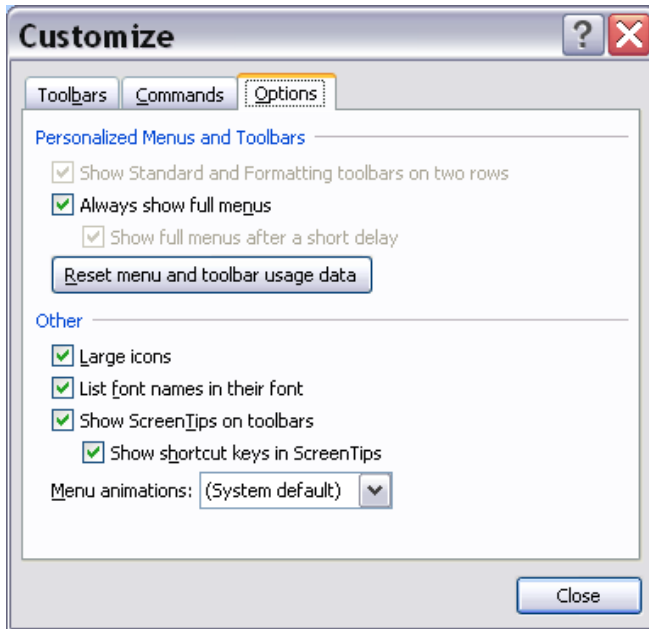 Customize
Toolbars Commands Options
Personalized Menus and Toolbars
Show Standard and Formatting toolbars on two rows
Always show full menus
Show full menus after a short delay
Reset menu and toolbar usage data
Other
Large icons
List font names in their font
Show ScreenTips on toolbars
Show shortcut keys in ScreenTips
Menu animations: (System default)
Close